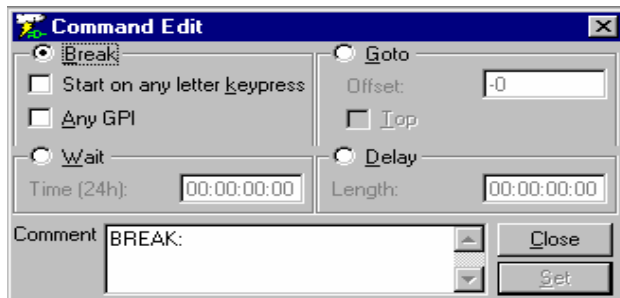 Command Edit
Break
Start on any letter keypress
Any GPI
Goto
Offset: -0
Top
Wait
Time (24h): 00:00:00:00
Delay
Length: 00:00:00:00
Comment BREAK:
Close
Set